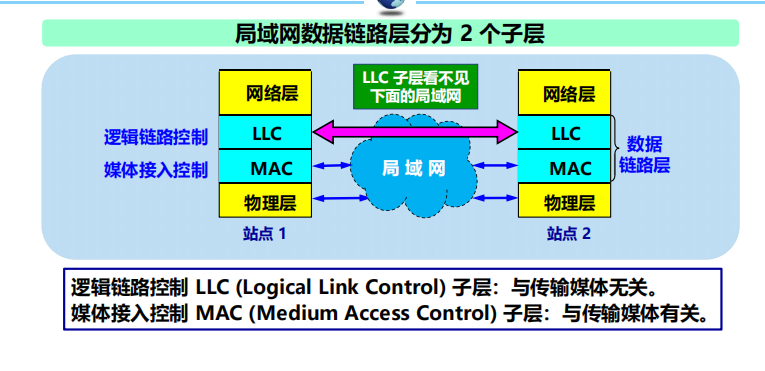 局域网数据链路层分为 2 个子层
LLC 子层看不见
下面的局域网
网络层
网络层
逻辑链路控制
LLC
LLC
数据
链路层
媒体接入控制
MAC
局 域 网
MAC
物理层
物理层
站点 1
站点 2
逻辑链路控制 LLC (Logical Link Control) 子层：与传输媒体无关。
媒体接入控制 MAC (Medium Access Control) 子层：与传输媒体有关。